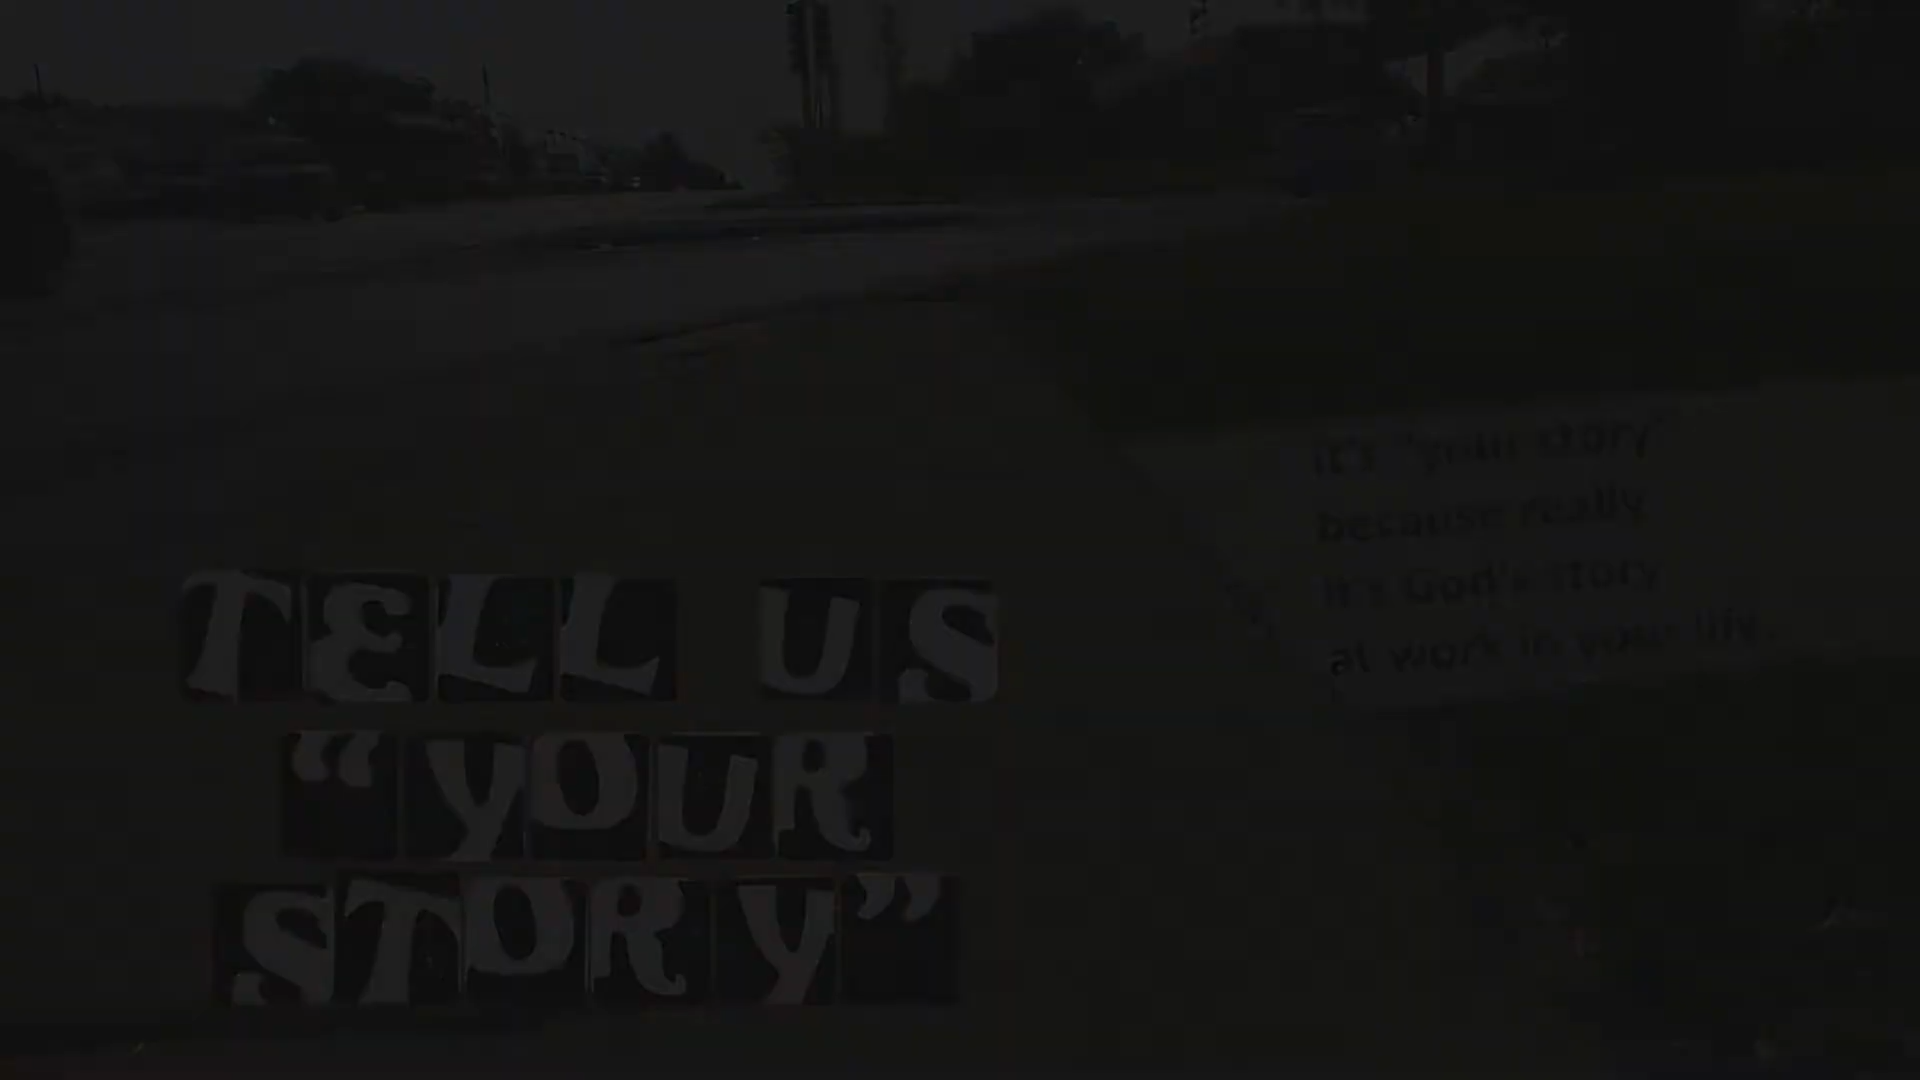 TELL US
“YOUR
STORY”
it's "your story"
because really
it's God's story
at work in your life.